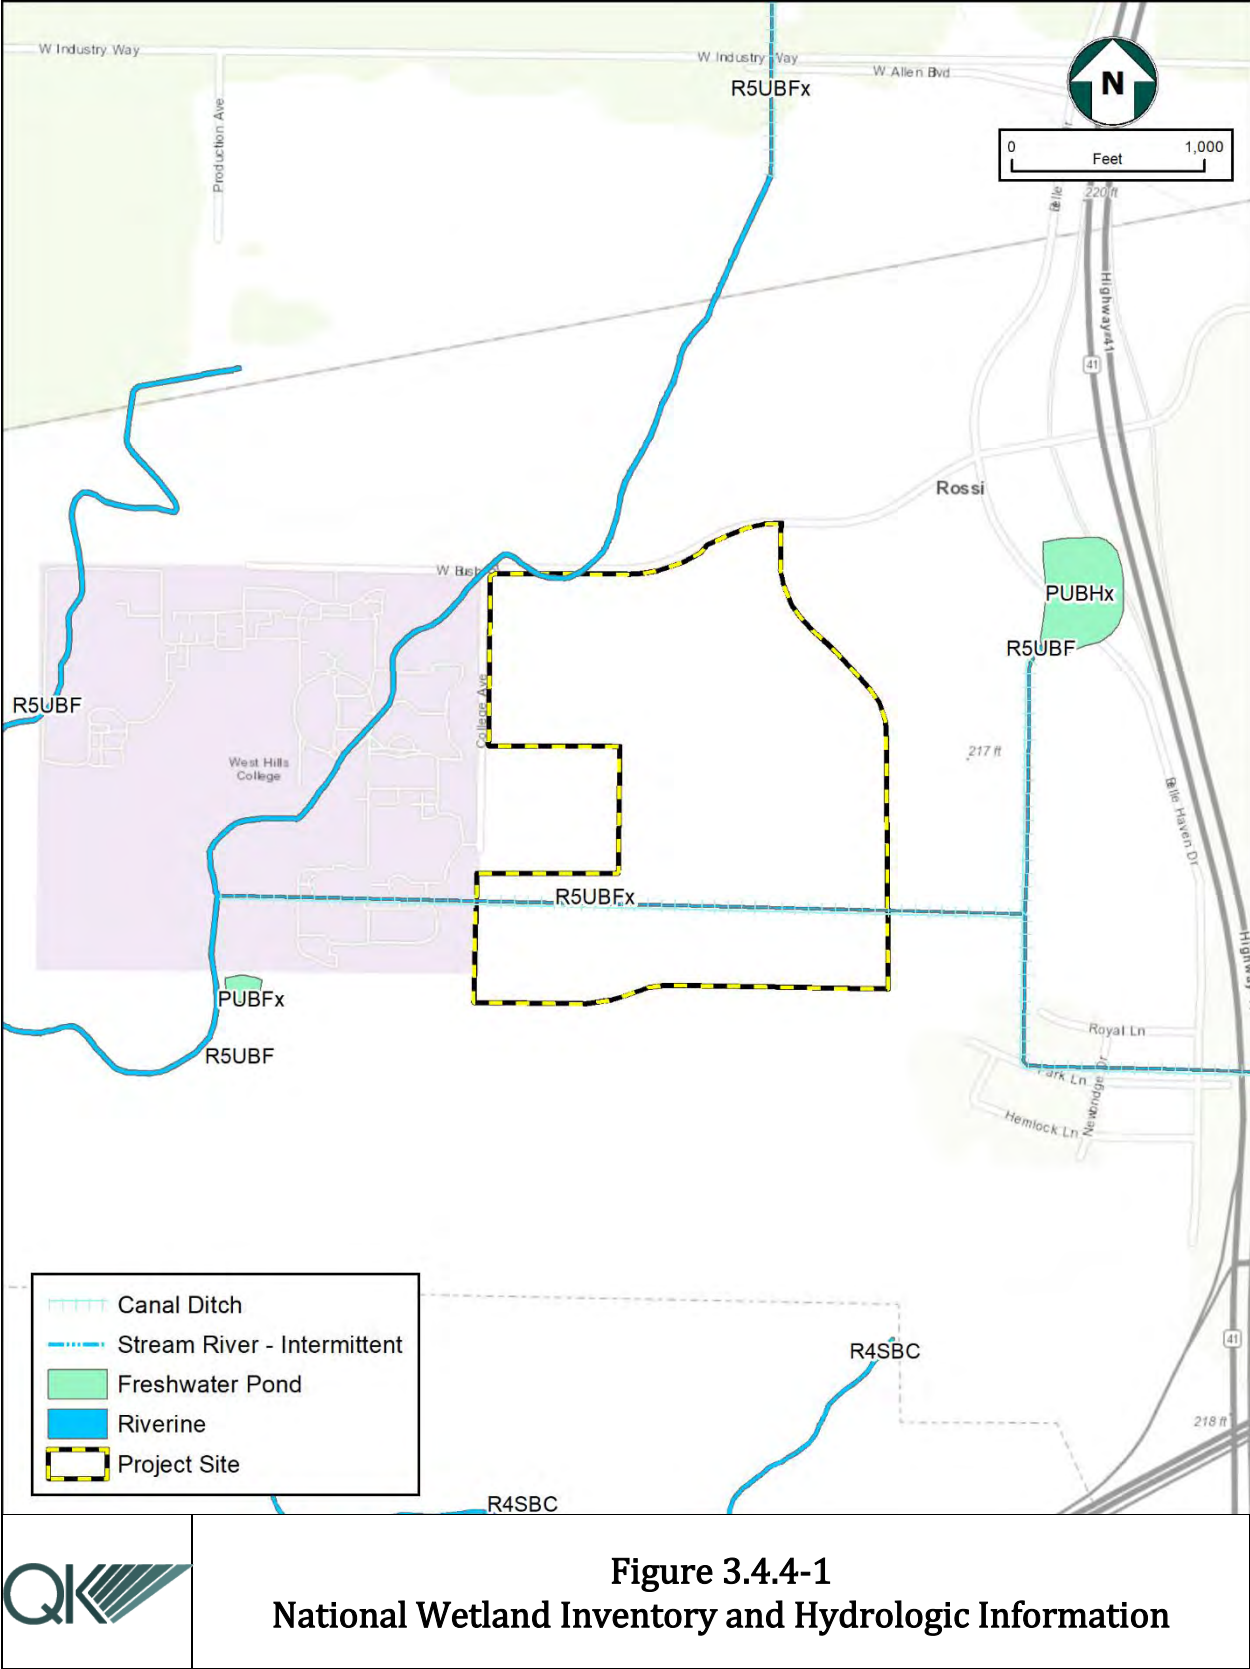 W Industry Way
W Industry Way
W Allen Blvd
R5UBFx
N
0 1,000
Feet
Production Ave
Belle
220 ft
Highway 41
41
Rossi
W Bush
PUBHx
R5UBF
R5UBF
College Ave
217 ft
West Hills
College
Belle Haven Dr
R5UBFx
Highway
PUBFx
R5UBF
Royal Ln
Park Ln
Newbridge Dr
Hemlock Ln
Canal Ditch
Stream River - Intermittent
Freshwater Pond
Riverine
Project Site
R4SBC
41
218 ft
R4SBC
QK
Figure 3.4.4-1
National Wetland Inventory and Hydrologic Information